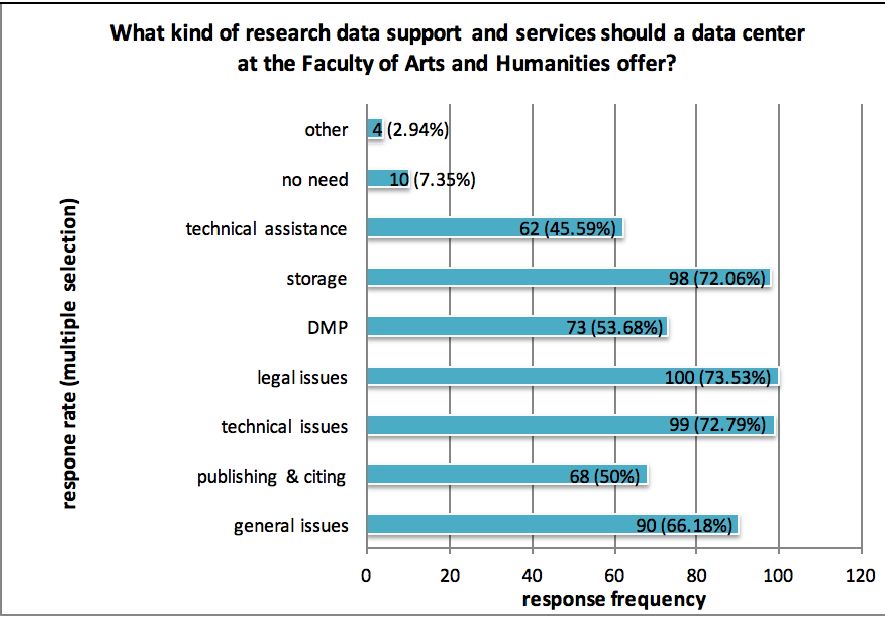 What kind of research data support and services should a data center
at the Faculty of Arts and Humanities offer?
respone rate (multiple selection)
other 4 (2.94%)
no need 10 (7.35%)
technical assistance 62 (45.59%)
storage 98 (72.06%)
DMP 73 (53.68%)
legal issues 100 (73.53%)
technical issues 99 (72.79%)
publishing & citing 68 (50%)
general issues 90 (66.18%)
0 20 40 60 80 100 120
response frequency